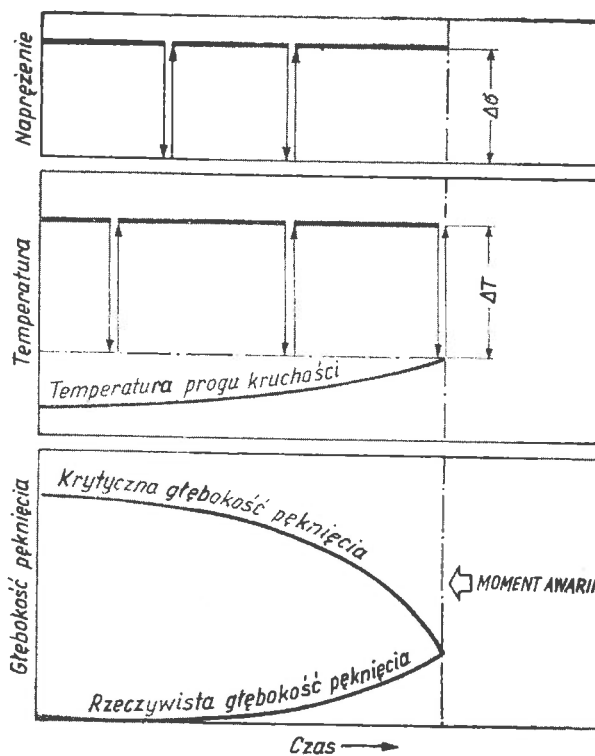 Naprężenie
Δσ
Temperatura
ΔT
Temperatura progu kruchości
Głębokość pęknięcia
Krytyczna głębokość pęknięcia
MOMENT AWARII
Rzeczywista głębokość pęknięcia
Czas